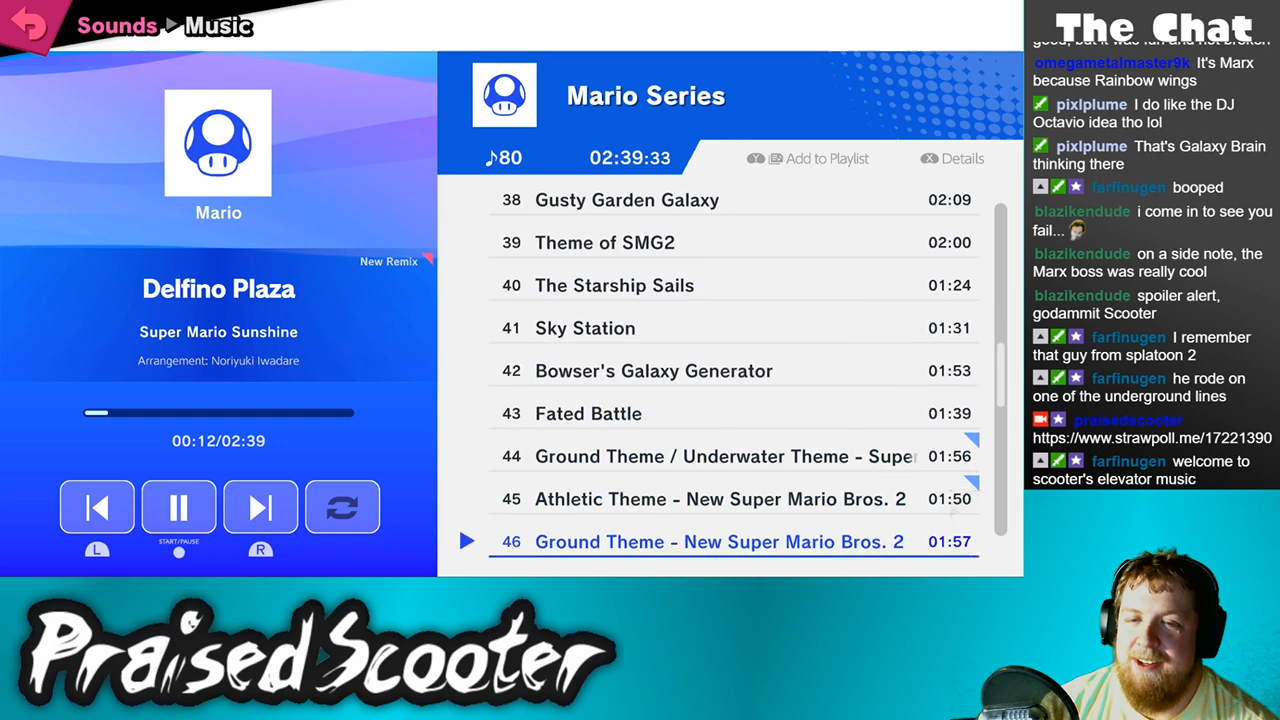 Sounds ▶ Music
Mario
New Remix
Delfino Plaza
Super Mario Sunshine
Arrangement: Noriyuki Iwadare
00:12/02:39
L
START/PAUSE
R
Mario Series
♪80 02:39:33
Y Add to Playlist
X Details
38 Gusty Garden Galaxy 02:09
39 Theme of SMG2 02:00
40 The Starship Sails 01:24
41 Sky Station 01:31
42 Bowser's Galaxy Generator 01:53
43 Fated Battle 01:39
44 Ground Theme / Underwater Theme - Supe 01:56
45 Athletic Theme - New Super Mario Bros. 2 01:50
46 Ground Theme - New Super Mario Bros. 2 01:57
The Chat
good, but it was fun and not broken
omegametalmaster9k It's Marx
because Rainbow wings
pixlplume I do like the DJ
Octavio idea tho lol
pixlplume That's Galaxy Brain
thinking there
farfinugen booped
blazikendude i come in to see you
fail...
blazikendude on a side note, the
Marx boss was really cool
blazikendude spoiler alert,
godammit Scooter
farfinugen I remember
that guy from splatoon 2
farfinugen he rode on
one of the underground lines
praisedscooter
https://www.strawpoll.me/17221390
farfinugen welcome to
scooter's elevator music
PraisedScooter